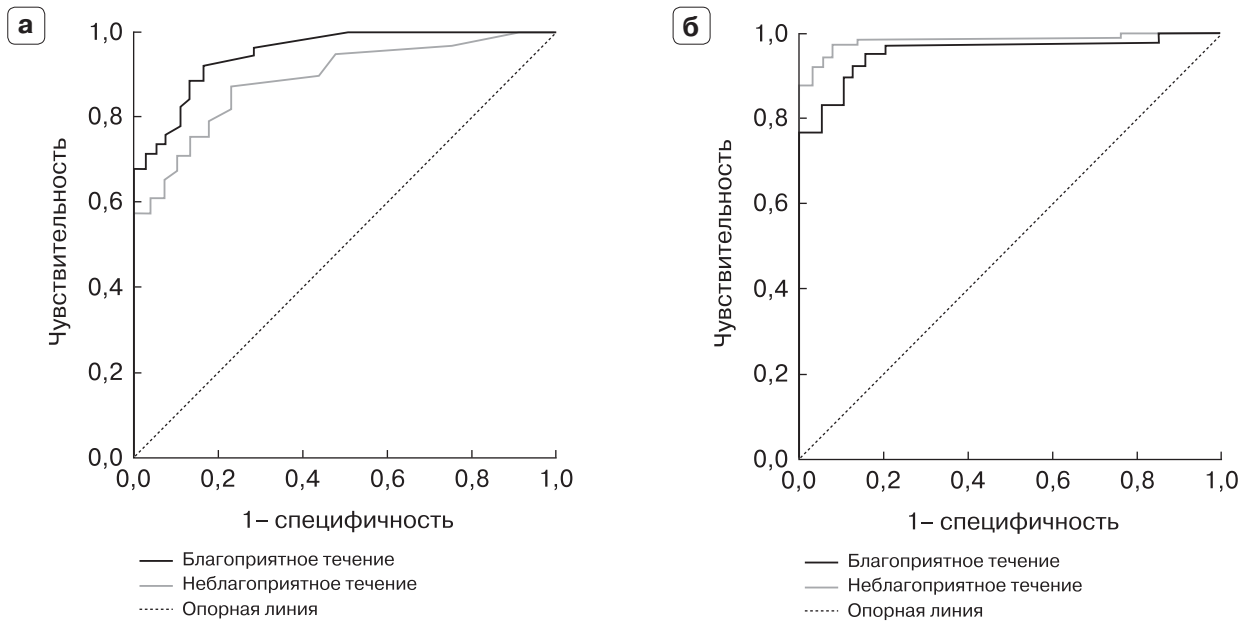 а
1,0
0,8
0,6
0,4
0,2
0,0
Чувствительность
0,0 0,2 0,4 0,6 0,8 1,0
1– специфичность
Благоприятное течение
Неблагоприятное течение
Опорная линия
б
1,0
0,8
0,6
0,4
0,2
0,0
Чувствительность
0,0 0,2 0,4 0,6 0,8 1,0
1– специфичность
Благоприятное течение
Неблагоприятное течение
Опорная линия